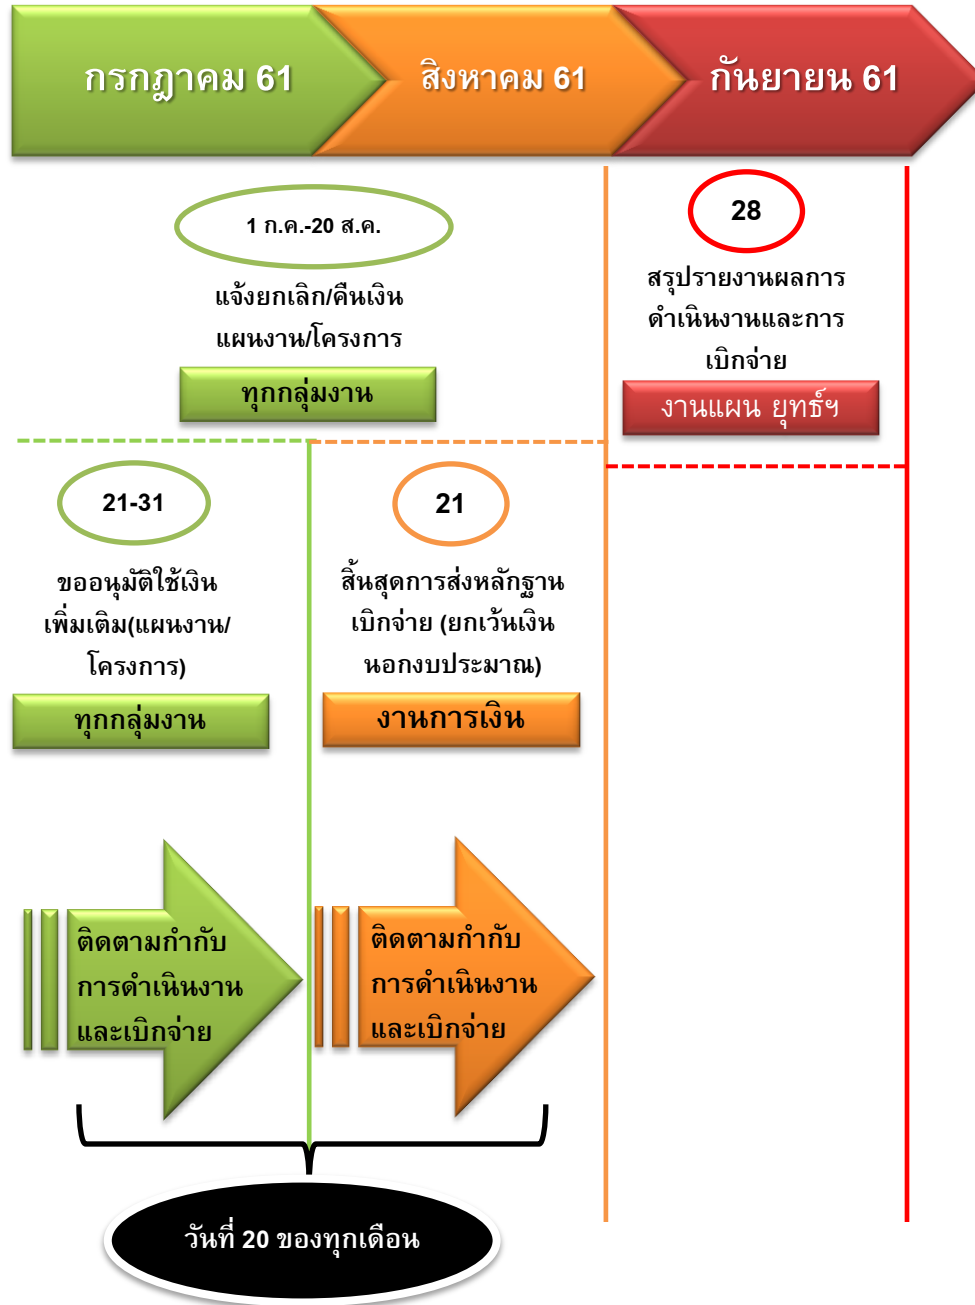 กรกฎาคม 61
สิงหาคม 61
กันยายน 61
1 ก.ค.-20 ส.ค.
แจ้งยกเลิก/คืนเงิน
แผนงาน/โครงการ
ทุกกลุ่มงาน
28
สรุปรายงานผลการ
ดำเนินงานและการ
เบิกจ่าย
งานแผน ยุทธ์ฯ
21-31
ขออนุมัติใช้เงิน
เพิ่มเติม(แผนงาน/
โครงการ)
ทุกกลุ่มงาน
21
สิ้นสุดการส่งหลักฐาน
เบิกจ่าย (ยกเว้นเงิน
นอกงบประมาณ)
งานการเงิน
ติดตามกำกับ
การดำเนินงาน
และเบิกจ่าย
ติดตามกำกับ
การดำเนินงาน
และเบิกจ่าย
วันที่ 20 ของทุกเดือน